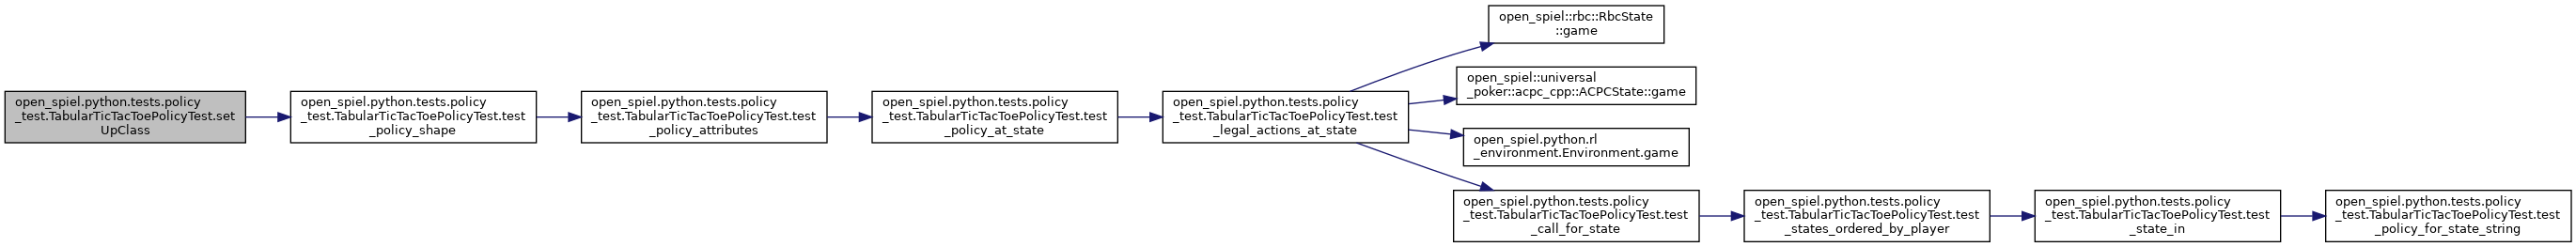 open_spiel.python.tests.policy
_test.TabularTicTacToePolicyTest.set
UpClass
open_spiel.python.tests.policy
_test.TabularTicTacToePolicyTest.test
_policy_shape
open_spiel.python.tests.policy
_test.TabularTicTacToePolicyTest.test
_policy_attributes
open_spiel.python.tests.policy
_test.TabularTicTacToePolicyTest.test
_policy_at_state
open_spiel.python.tests.policy
_test.TabularTicTacToePolicyTest.test
_legal_actions_at_state
open_spiel::rbc::RbcState
::game
open_spiel::universal
_poker::acpc_cpp::ACPCState::game
open_spiel.python.rl
_environment.Environment.game
open_spiel.python.tests.policy
_test.TabularTicTacToePolicyTest.test
_call_for_state
open_spiel.python.tests.policy
_test.TabularTicTacToePolicyTest.test
_states_ordered_by_player
open_spiel.python.tests.policy
_test.TabularTicTacToePolicyTest.test
_state_in
open_spiel.python.tests.policy
_test.TabularTicTacToePolicyTest.test
_policy_for_state_string